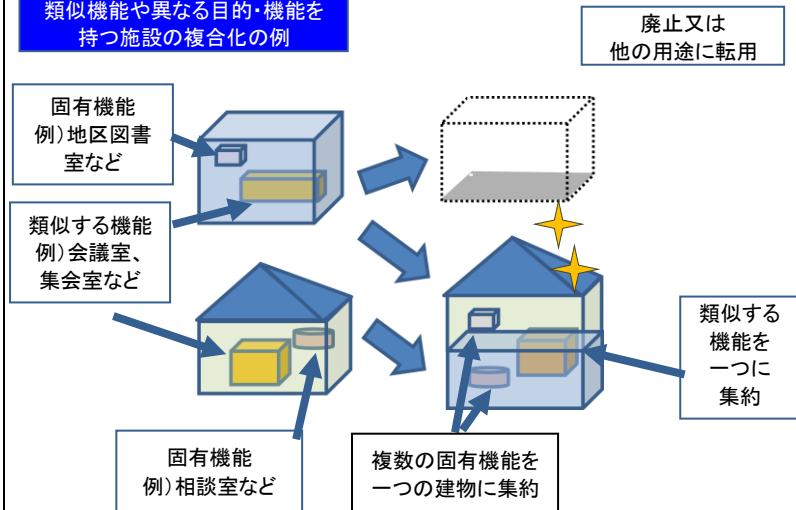 類似機能や異なる目的・機能を
持つ施設の複合化の例
廃止又は
他の用途に転用
固有機能
例)地区図書
室など
類似する機能
例)会議室、
集会室など
類似する
機能を
一つに
集約
固有機能
例)相談室など
複数の固有機能を
一つの建物に集約